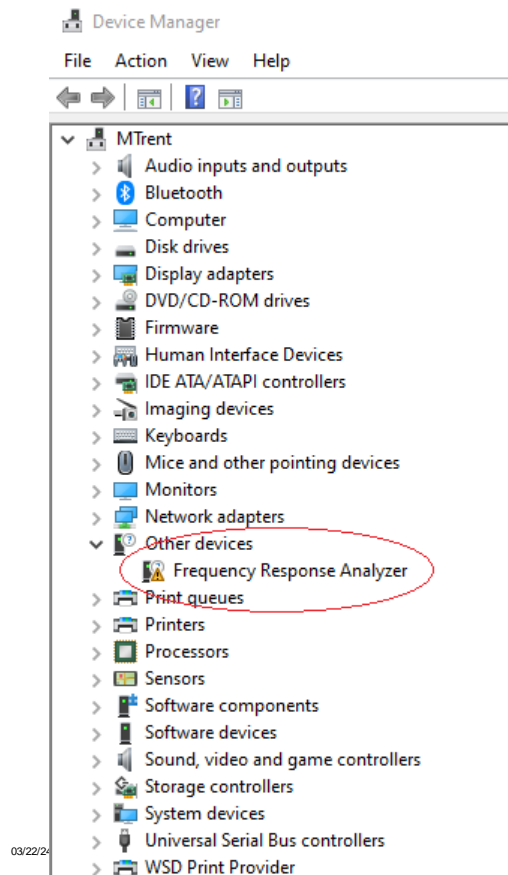 Device Manager
File Action View Help
MTrent
Audio inputs and outputs
Bluetooth
Computer
Disk drives
Display adapters
DVD/CD-ROM drives
Firmware
Human Interface Devices
IDE ATA/ATAPI controllers
Imaging devices
Keyboards
Mice and other pointing devices
Monitors
Network adapters
Other devices
Frequency Response Analyzer
Print queues
Printers
Processors
Sensors
Software components
Software devices
Sound, video and game controllers
Storage controllers
System devices
Universal Serial Bus controllers
03/22/24
WSD Print Provider